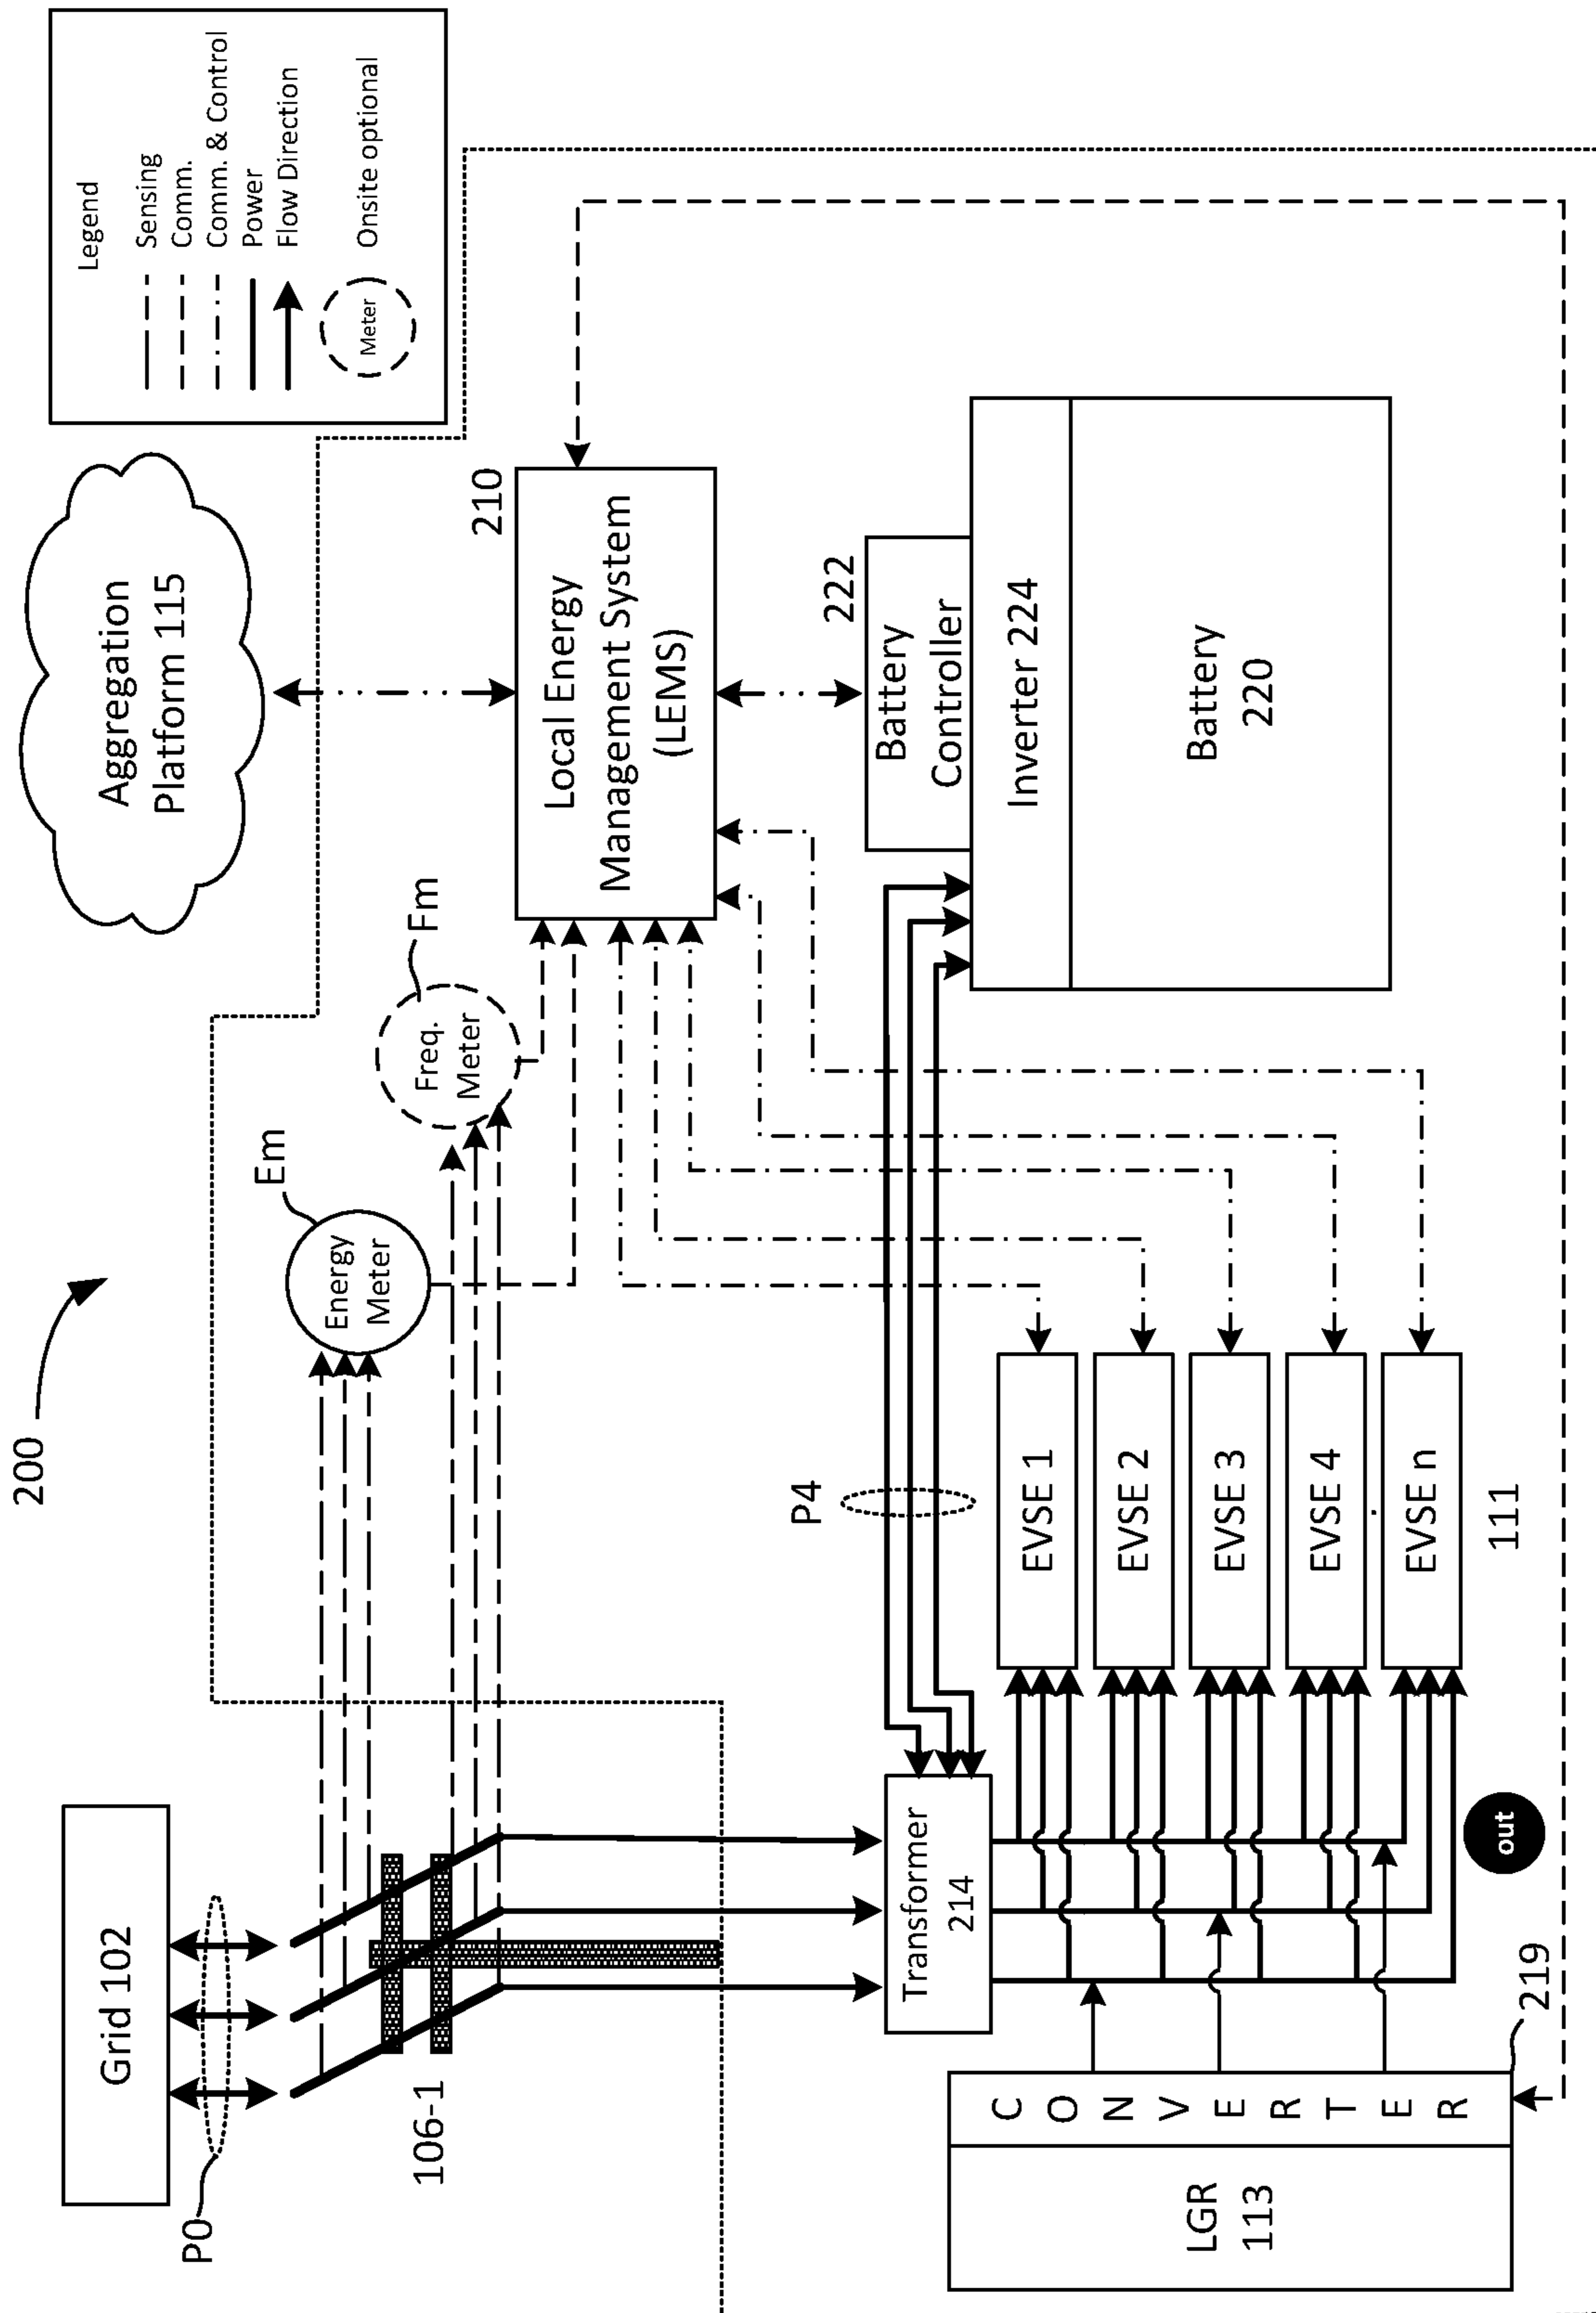 200
Grid 102
P0
106-1
Energy
Meter
Em
Freq.
Meter
Fm
Aggregation
Platform 115
Legend
Sensing
Comm.
Comm. & Control
Power
Flow Direction
Meter
Onsite optional
210
Local Energy
Management System
(LEMS)
222
Battery
Controller
Inverter 224
Battery
220
P4
Transformer
214
EVSE 1
EVSE 2
EVSE 3
EVSE 4
EVSE n
111
out
LGR
113
C
O
N
V
E
R
T
E
R
219